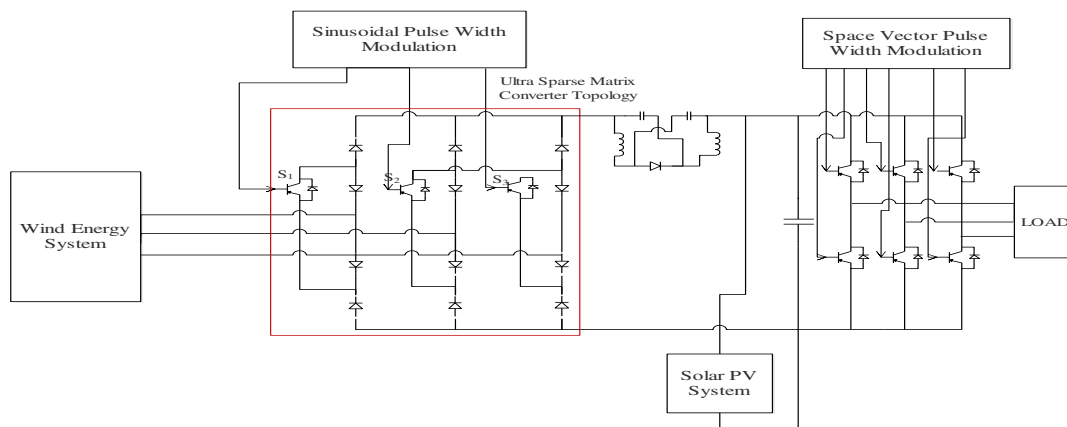 Sinusoidal Pulse Width
Modulation
Space Vector Pulse
Width Modulation
Ultra Sparse Matrix
Converter Topology
S1
S2
S3
Wind Energy
System
LOAD
Solar PV
System